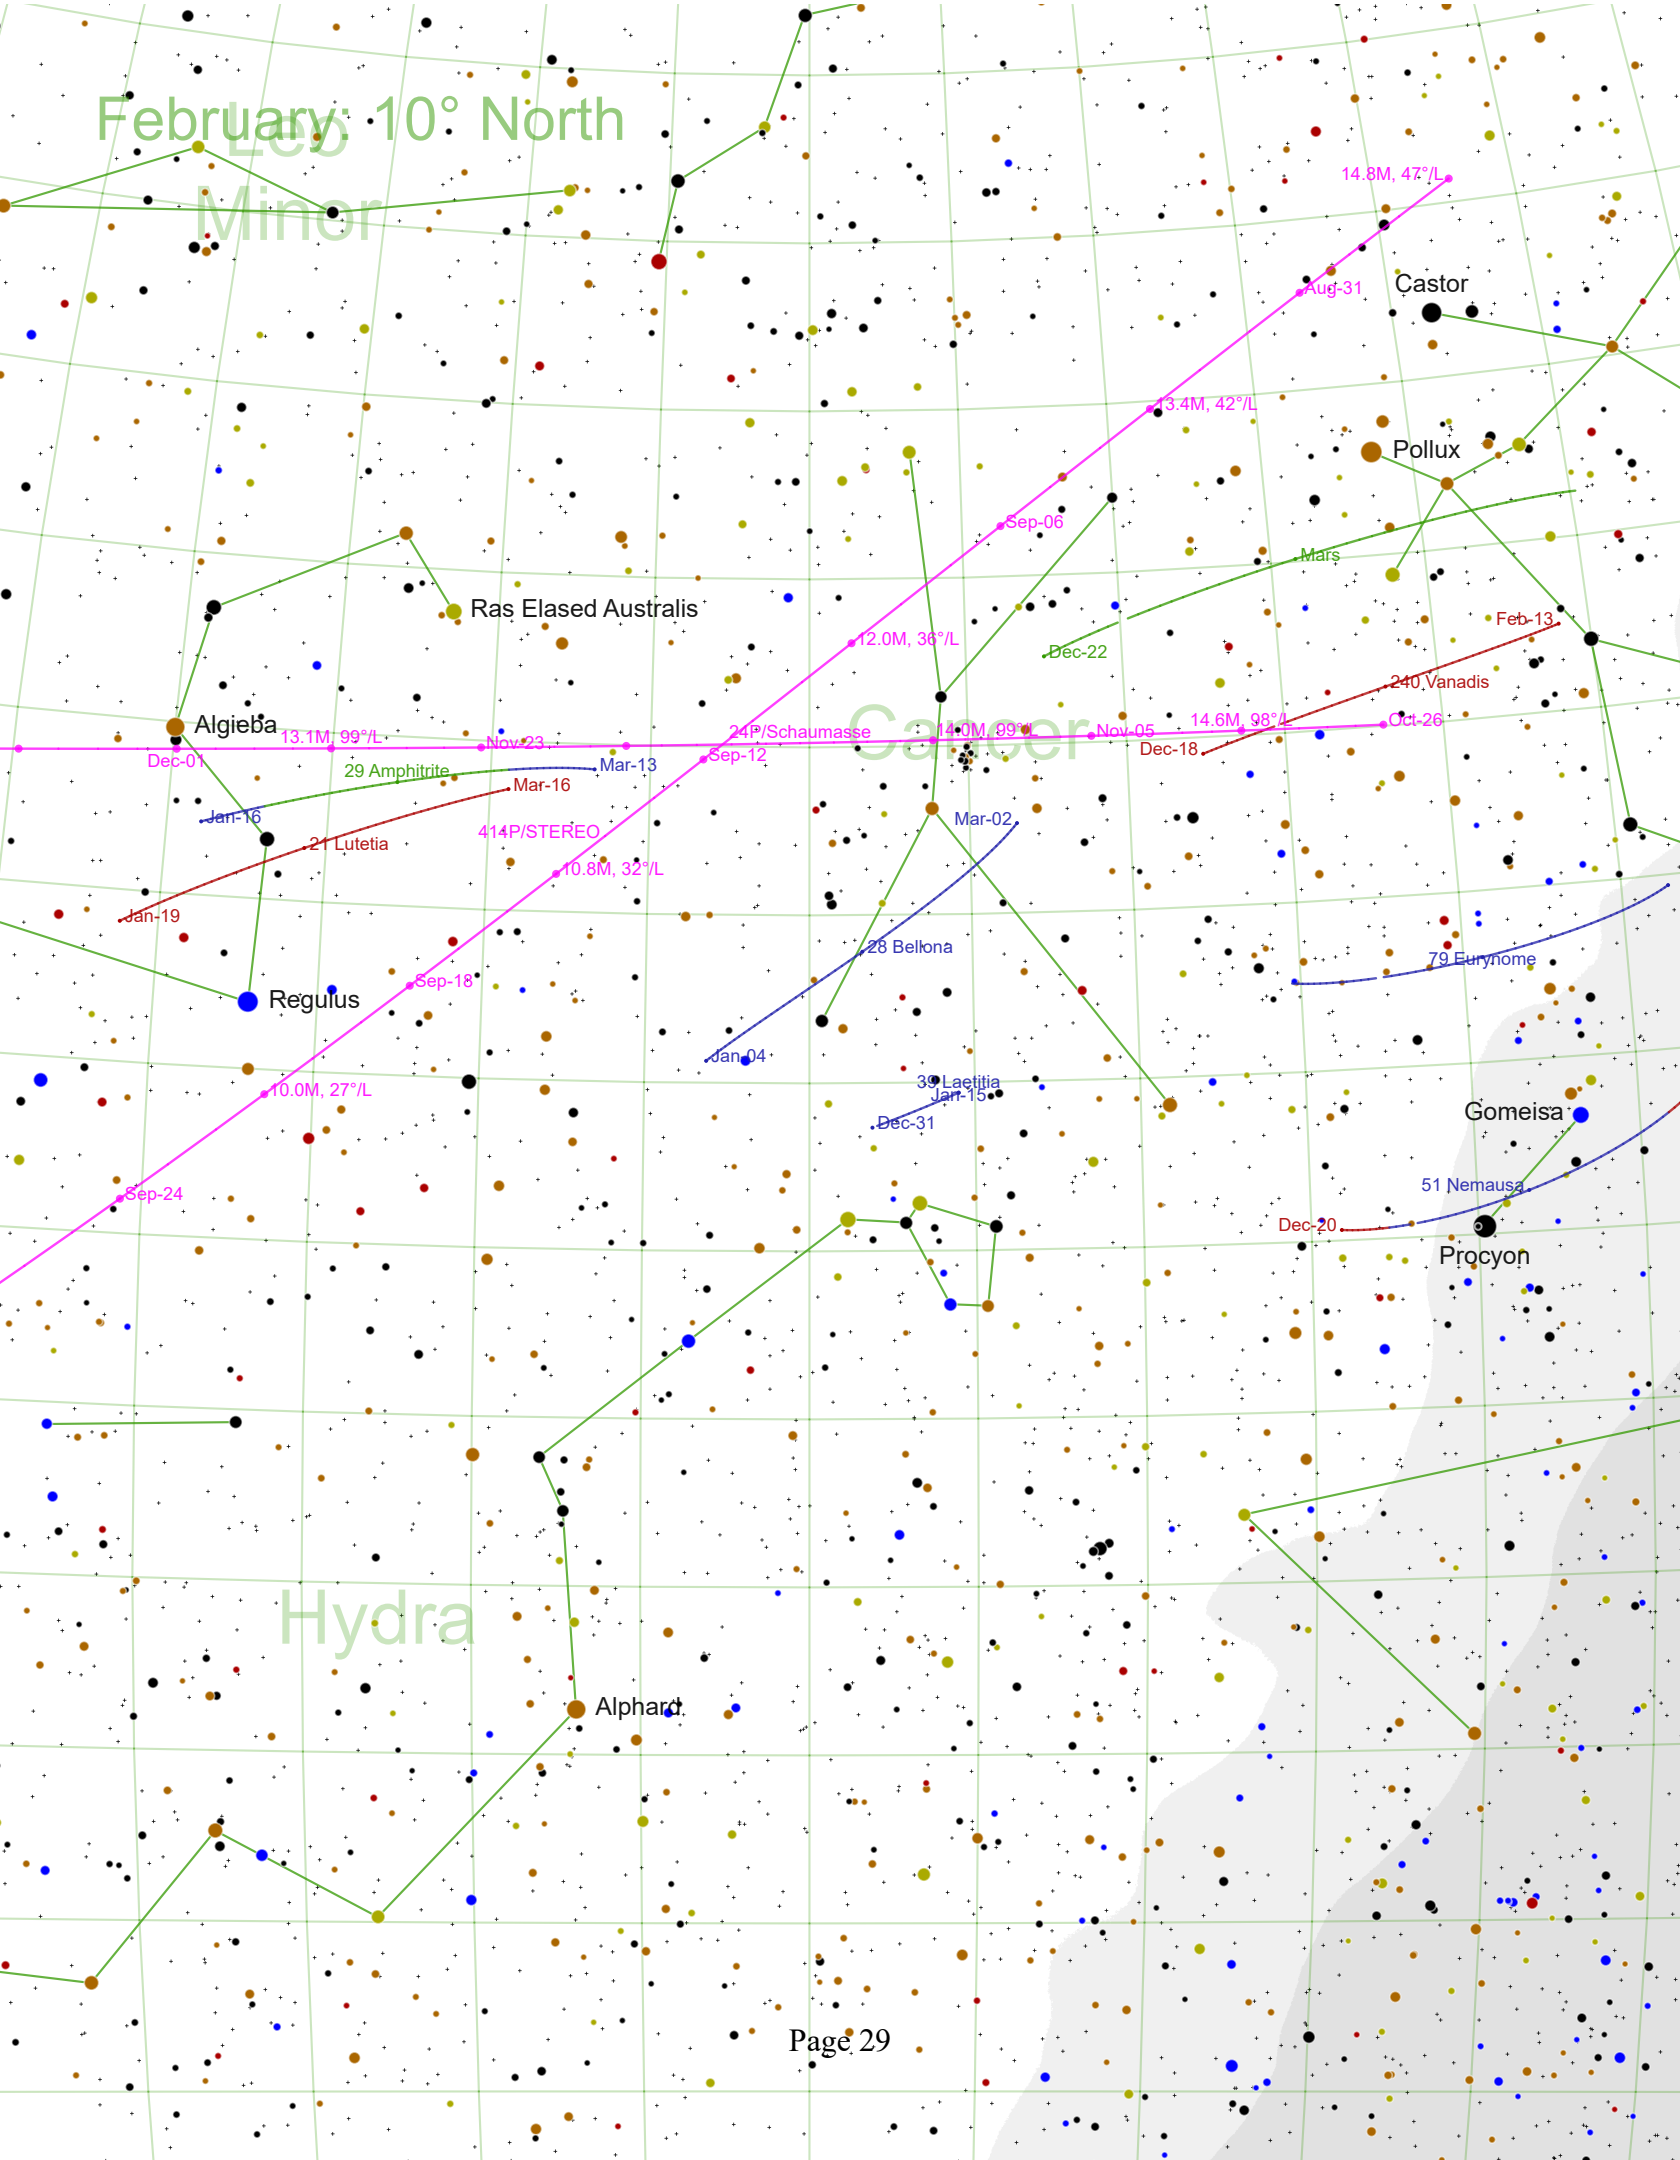 February: 10° North
Leo
Minor
14.8M, 47°/L
Aug-31
Castor
13.4M, 42°/L
Pollux
Sep-06
Mars
Ras Elased Australis
12.0M, 36°/L
Dec-22
Feb-13
240 Vanadis
Algieba
13.1M, 99°/L
Nov-23
24P/Schaumasse
Cancer
14.0M, 99°/L
Nov-05
14.6M, 98°/L
Oct-26
Dec-18
Dec-01
Sep-12
29 Amphitrite
Mar-13
Mar-16
Jan-16
Mar-02
414P/STEREO
21 Lutetia
10.8M, 32°/L
Jan-19
28 Bellona
79 Eurynome
Sep-18
Regulus
Jan-04
10.0M, 27°/L
39 Laetitia
Jan-15
Dec-31
Gomeisa
Sep-24
51 Nemausa
Dec-20
Procyon
Hydra
Alphard
Page 29